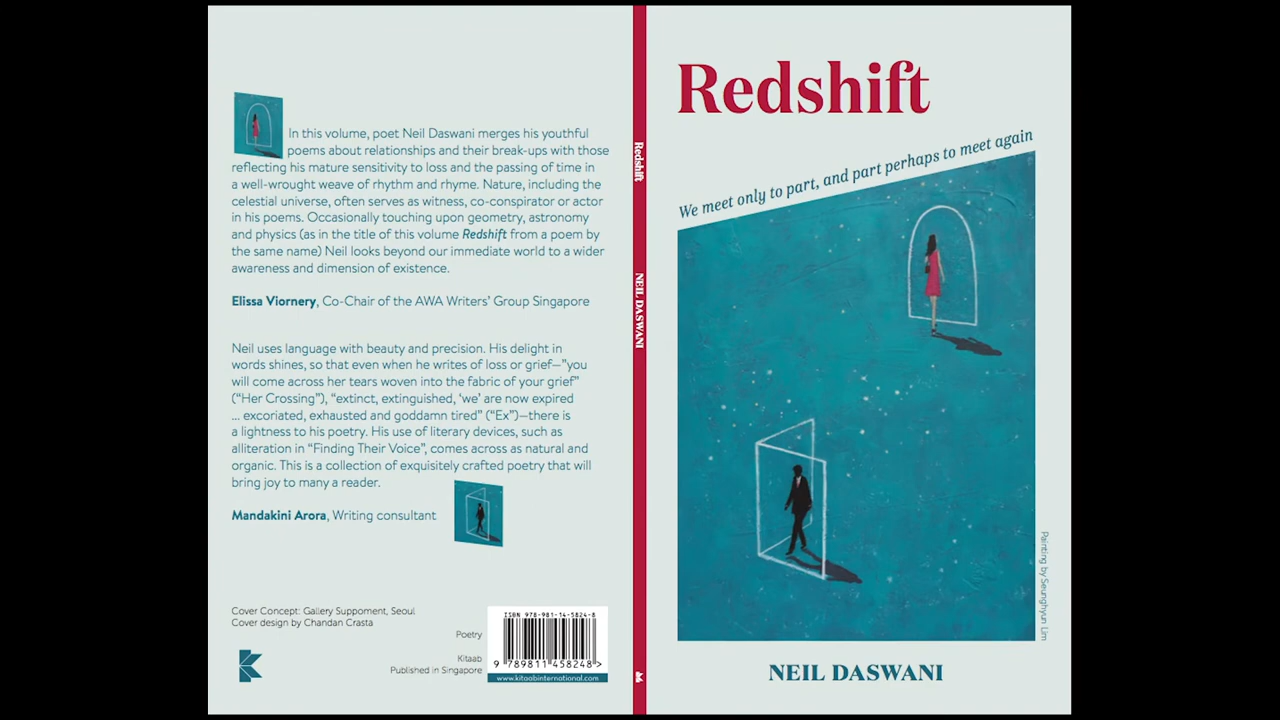 In this volume, poet Neil Daswani merges his youthful
poems about relationships and their break-ups with those
reflecting his mature sensitivity to loss and the passing of time in
a well-wrought weave of rhythm and rhyme. Nature, including the
celestial universe, often serves as witness, co-conspirator or actor
in his poems. Occasionally touching upon geometry, astronomy
and physics (as in the title of this volume Redshift from a poem by
the same name) Neil looks beyond our immediate world to a wider
awareness and dimension of existence.
Elissa Viornery, Co-Chair of the AWA Writers’ Group Singapore
Neil uses language with beauty and precision. His delight in
words shines, so that even when he writes of loss or grief—”you
will come across her tears woven into the fabric of your grief”
(“Her Crossing”), “extinct, extinguished, ‘we’ are now expired
... excoriated, exhausted and goddamn tired” (“Ex”)—there is
a lightness to his poetry. His use of literary devices, such as
alliteration in “Finding Their Voice”, comes across as natural and
organic. This is a collection of exquisitely crafted poetry that will
bring joy to many a reader.
Mandakini Arora, Writing consultant
Cover Concept: Gallery Suppoment, Seoul
Cover design by Chandan Crasta
Poetry
Kitaab
Published in Singapore
ISBN 978-981-14-5824-8
9 789811 458248 >
www.kitaabinternational.com
Redshift
NEIL DASWANI
Redshift
We meet only to part, and part perhaps to meet again
Painting by Seunghyun Lim
NEIL DASWANI